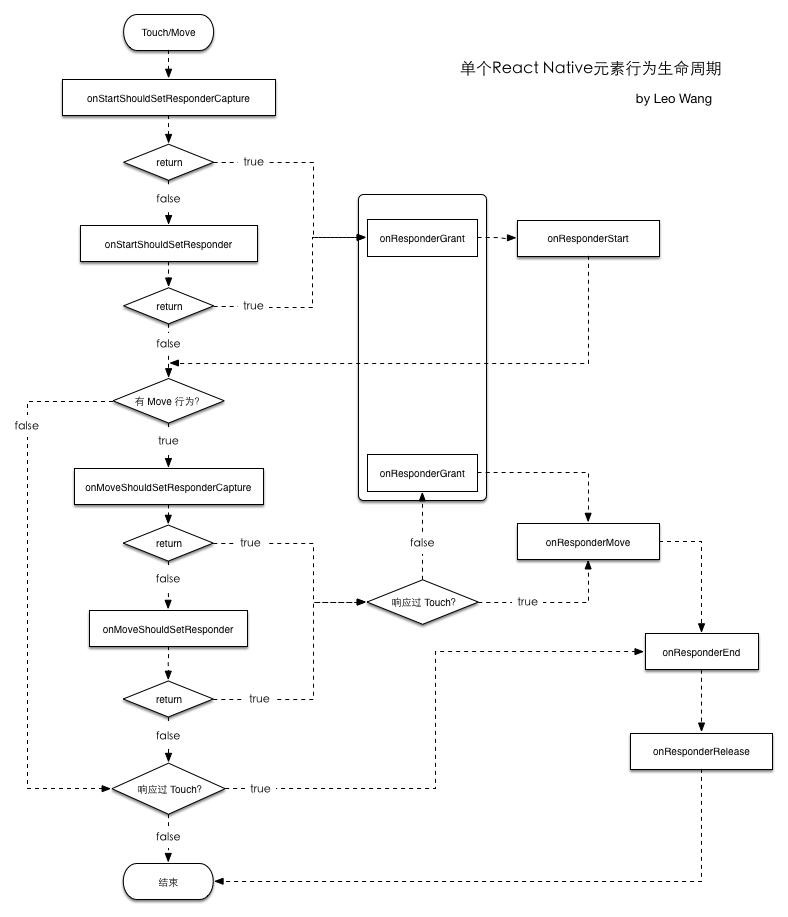 Touch/Move
单个React Native元素行为生命周期
by Leo Wang
onStartShouldSetResponderCapture
return
true
false
onStartShouldSetResponder
onResponderGrant
onResponderStart
return
true
false
有 Move 行为?
false
true
onMoveShouldSetResponderCapture
onResponderGrant
return
true
false
onResponderMove
false
响应过 Touch?
true
onMoveShouldSetResponder
onResponderEnd
return
true
false
onResponderRelease
响应过 Touch?
true
false
结束